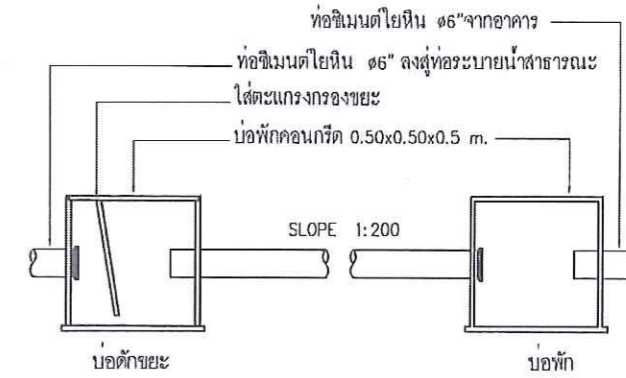 ท่อซิเมนต์ใยหิน ø6"จากอาคาร
ท่อซิเมนต์ใยหิน ø6" ลงสู่ท่อระบายน้ำสาธารณะ
ใส่ตะแกรงกรองขยะ
บ่อพักคอนกรีต 0.50x0.50x0.5 m.
SLOPE 1:200
บ่อดักขยะ
บ่อพัก